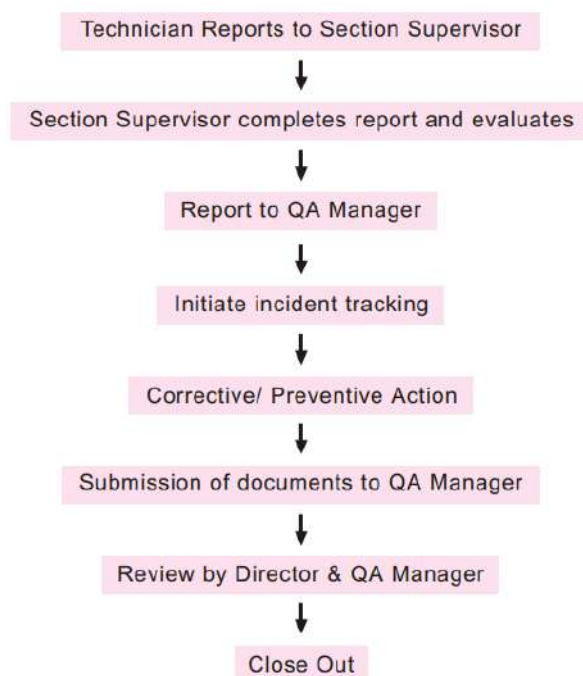 Technician Reports to Section Supervisor
Section Supervisor completes report and evaluates
Report to QA Manager
Initiate incident tracking
Corrective/ Preventive Action
Submission of documents to QA Manager
Review by Director & QA Manager
Close Out